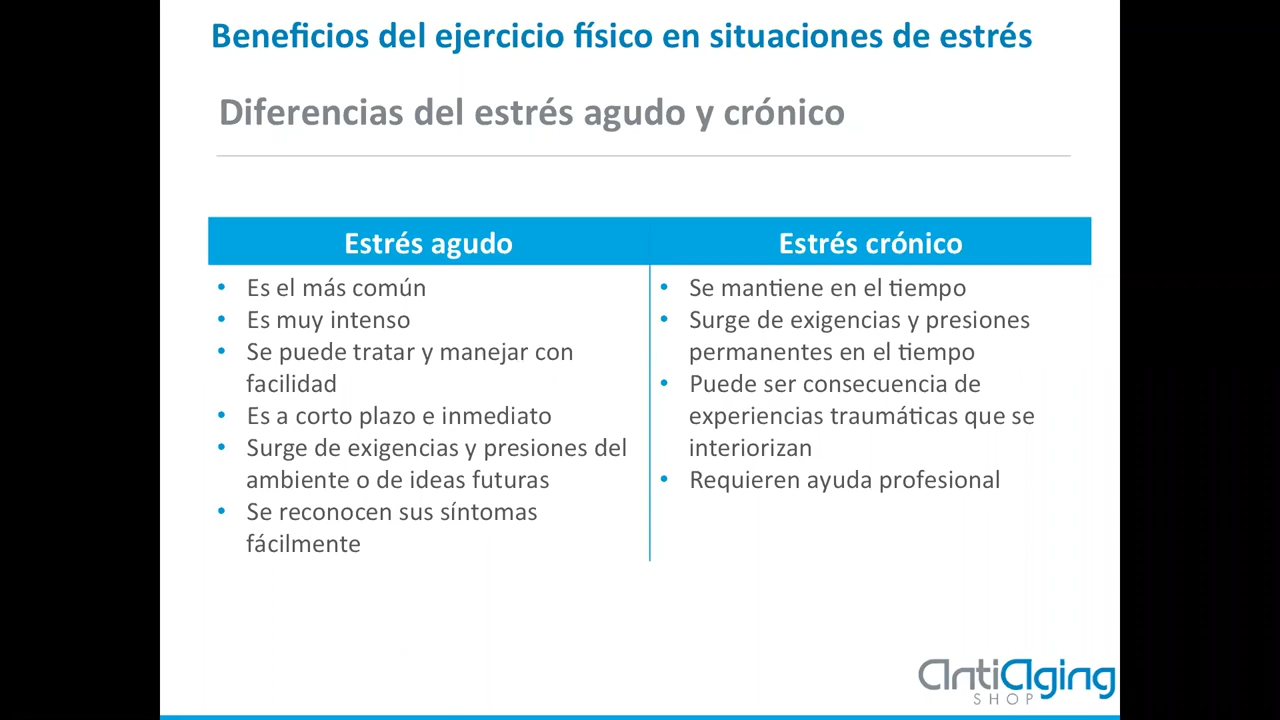 Beneficios del ejercicio físico en situaciones de estrés
Diferencias del estrés agudo y crónico
Estrés agudo
• Es el más común
• Es muy intenso
• Se puede tratar y manejar con
facilidad
• Es a corto plazo e inmediato
• Surge de exigencias y presiones del
ambiente o de ideas futuras
• Se reconocen sus síntomas
fácilmente
Estrés crónico
• Se mantiene en el tiempo
• Surge de exigencias y presiones
permanentes en el tiempo
• Puede ser consecuencia de
experiencias traumáticas que se
interiorizan
• Requieren ayuda profesional
antiaging
SHOP